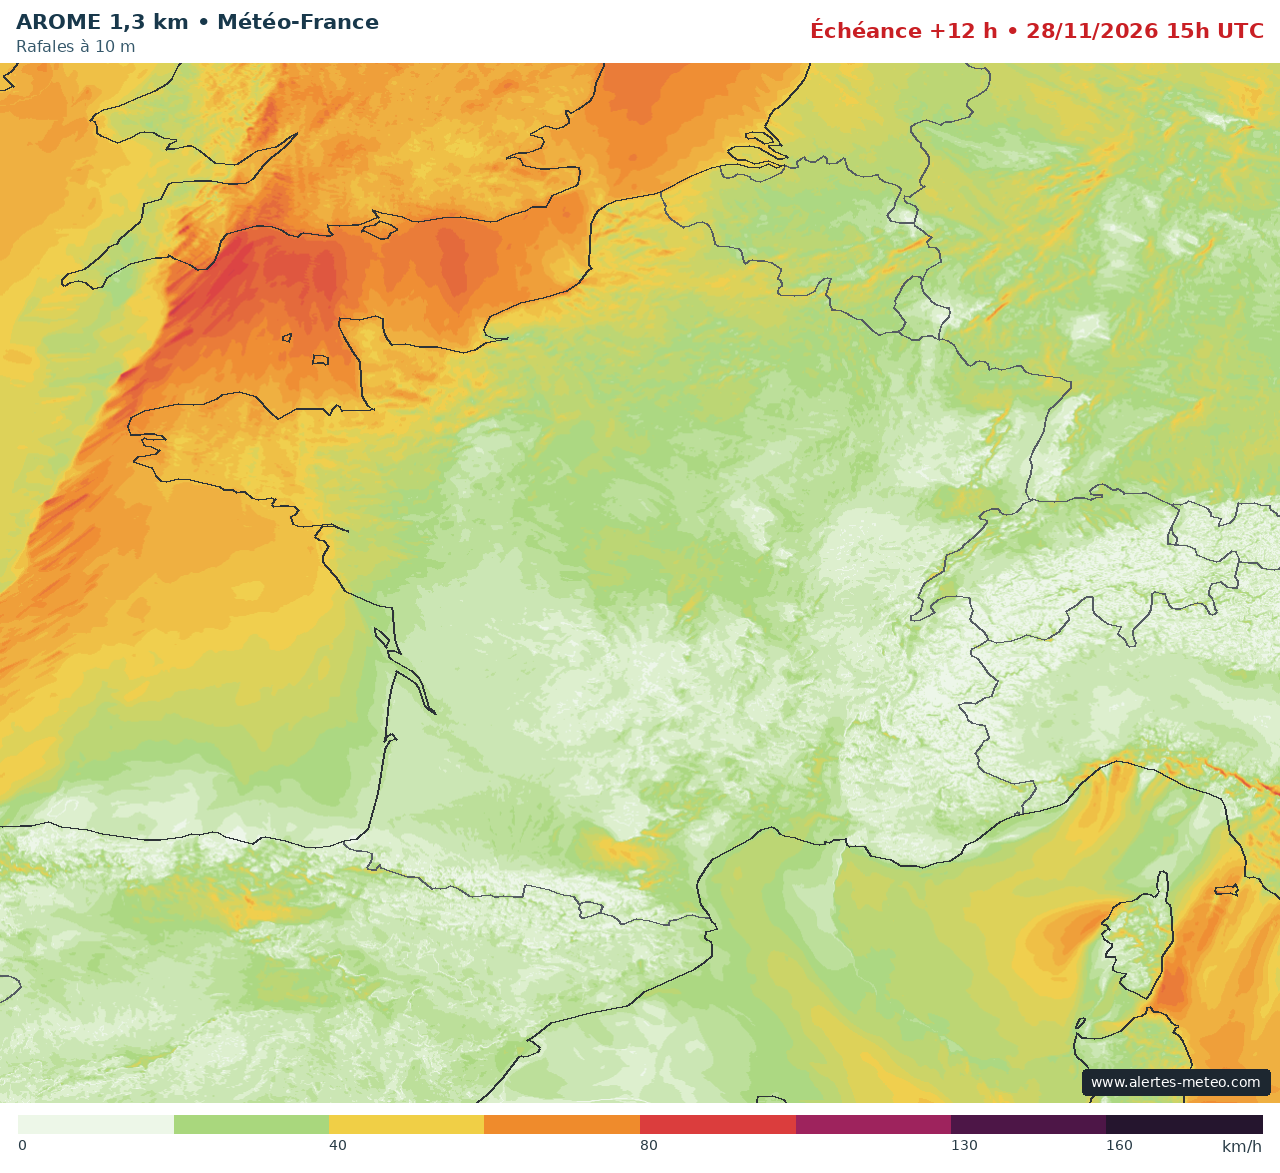 AROME 1,3 km • Météo-France
Rafales à 10 m
Échéance +12 h • 28/11/2026 15h UTC
www.alertes-meteo.com
0 40 80 130 160 km/h